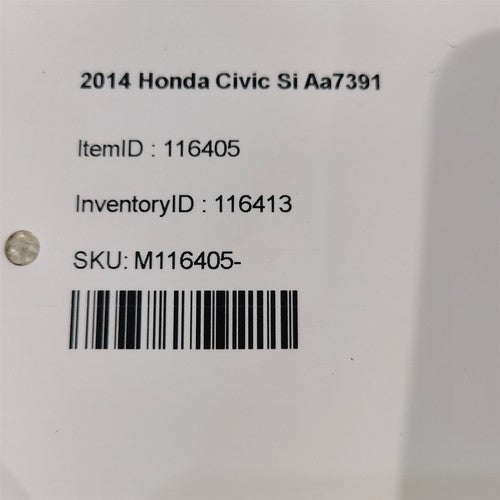 2014 Honda Civic Si Aa7391
ItemID : 116405
InventoryID : 116413
SKU: M116405-